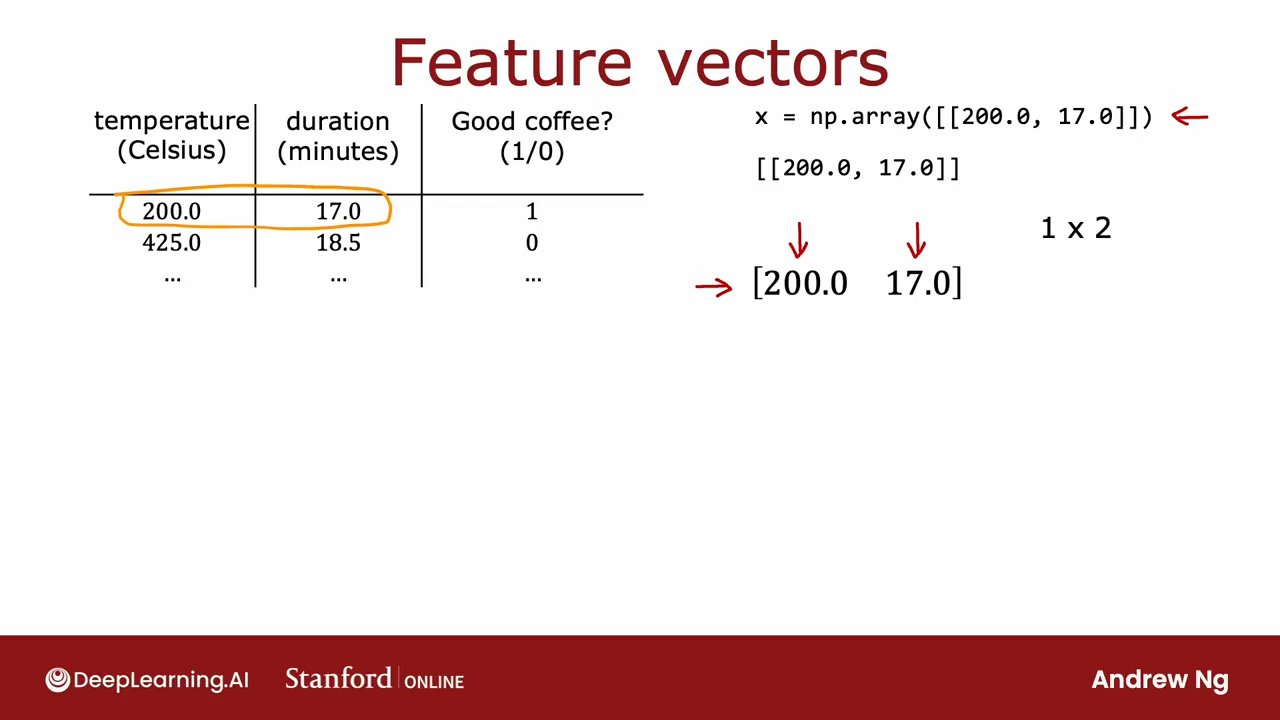 Feature vectors
temperature (Celsius) duration (minutes) Good coffee? (1/0)
200.0 17.0 1
425.0 18.5 0
... ... ...
x = np.array([[200.0, 17.0]])
[[200.0, 17.0]]
1 x 2
[200.0 17.0]
DeepLearning.AI Stanford ONLINE Andrew Ng